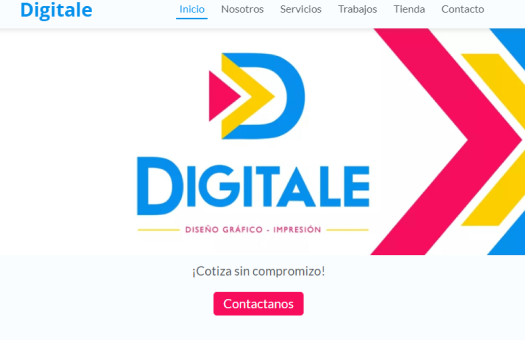 Digitale
Inicio Nosotros Servicios Trabajos Tienda Contacto
DIGITALE
DISEÑO GRÁFICO - IMPRESIÓN
¡Cotiza sin compromizo!
Contactanos